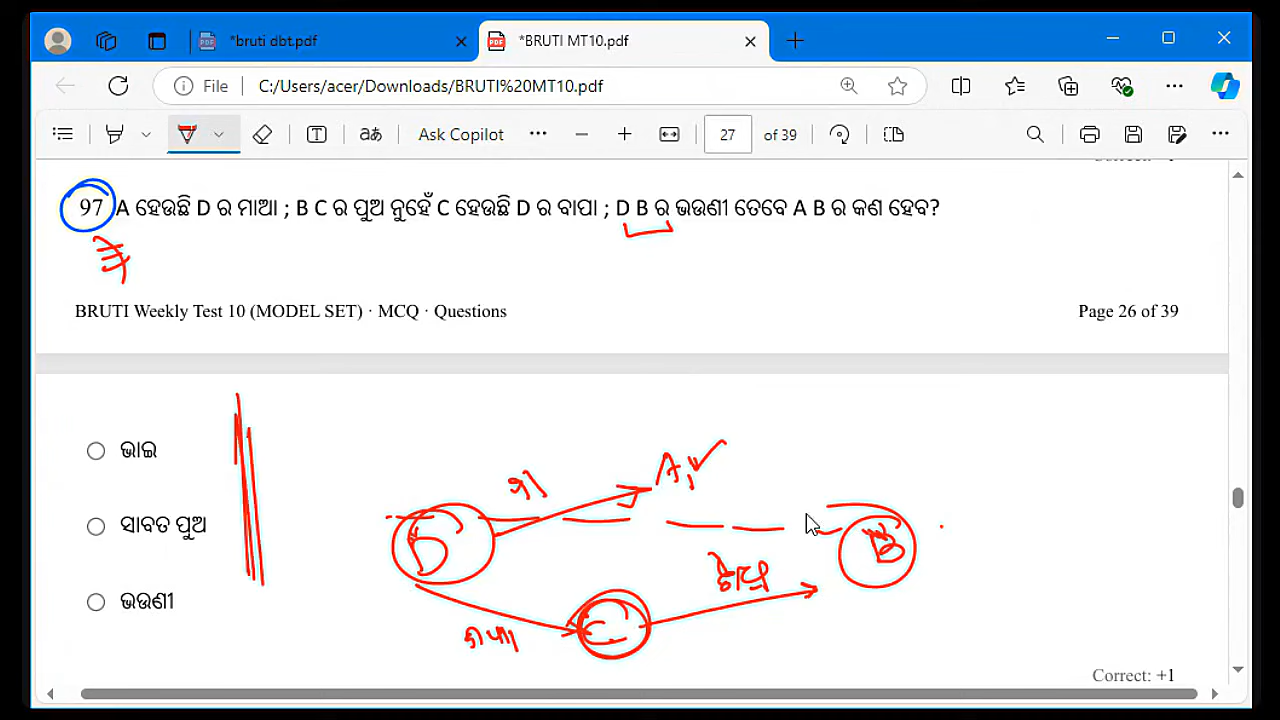 *bruti dbt.pdf
*BRUTI MT10.pdf
File C:/Users/acer/Downloads/BRUTI%20MT10.pdf
aあ Ask Copilot 27 of 39
97 A ହେଉଛି D ର ମାଆ ; B C ର ପୁଅ ନୁହେଁ C ହେଉଛି D ର ବାପା ; D B ର ଭଉଣୀ ତେବେ A B ର କଣ ହେବ?
BRUTI Weekly Test 10 (MODEL SET) · MCQ · Questions Page 26 of 39
ଭାଇ
A
ମା
ସାବତ ପୁଅ
D
B
ଭଉଣୀ
C
ବାପା
Correct: +1